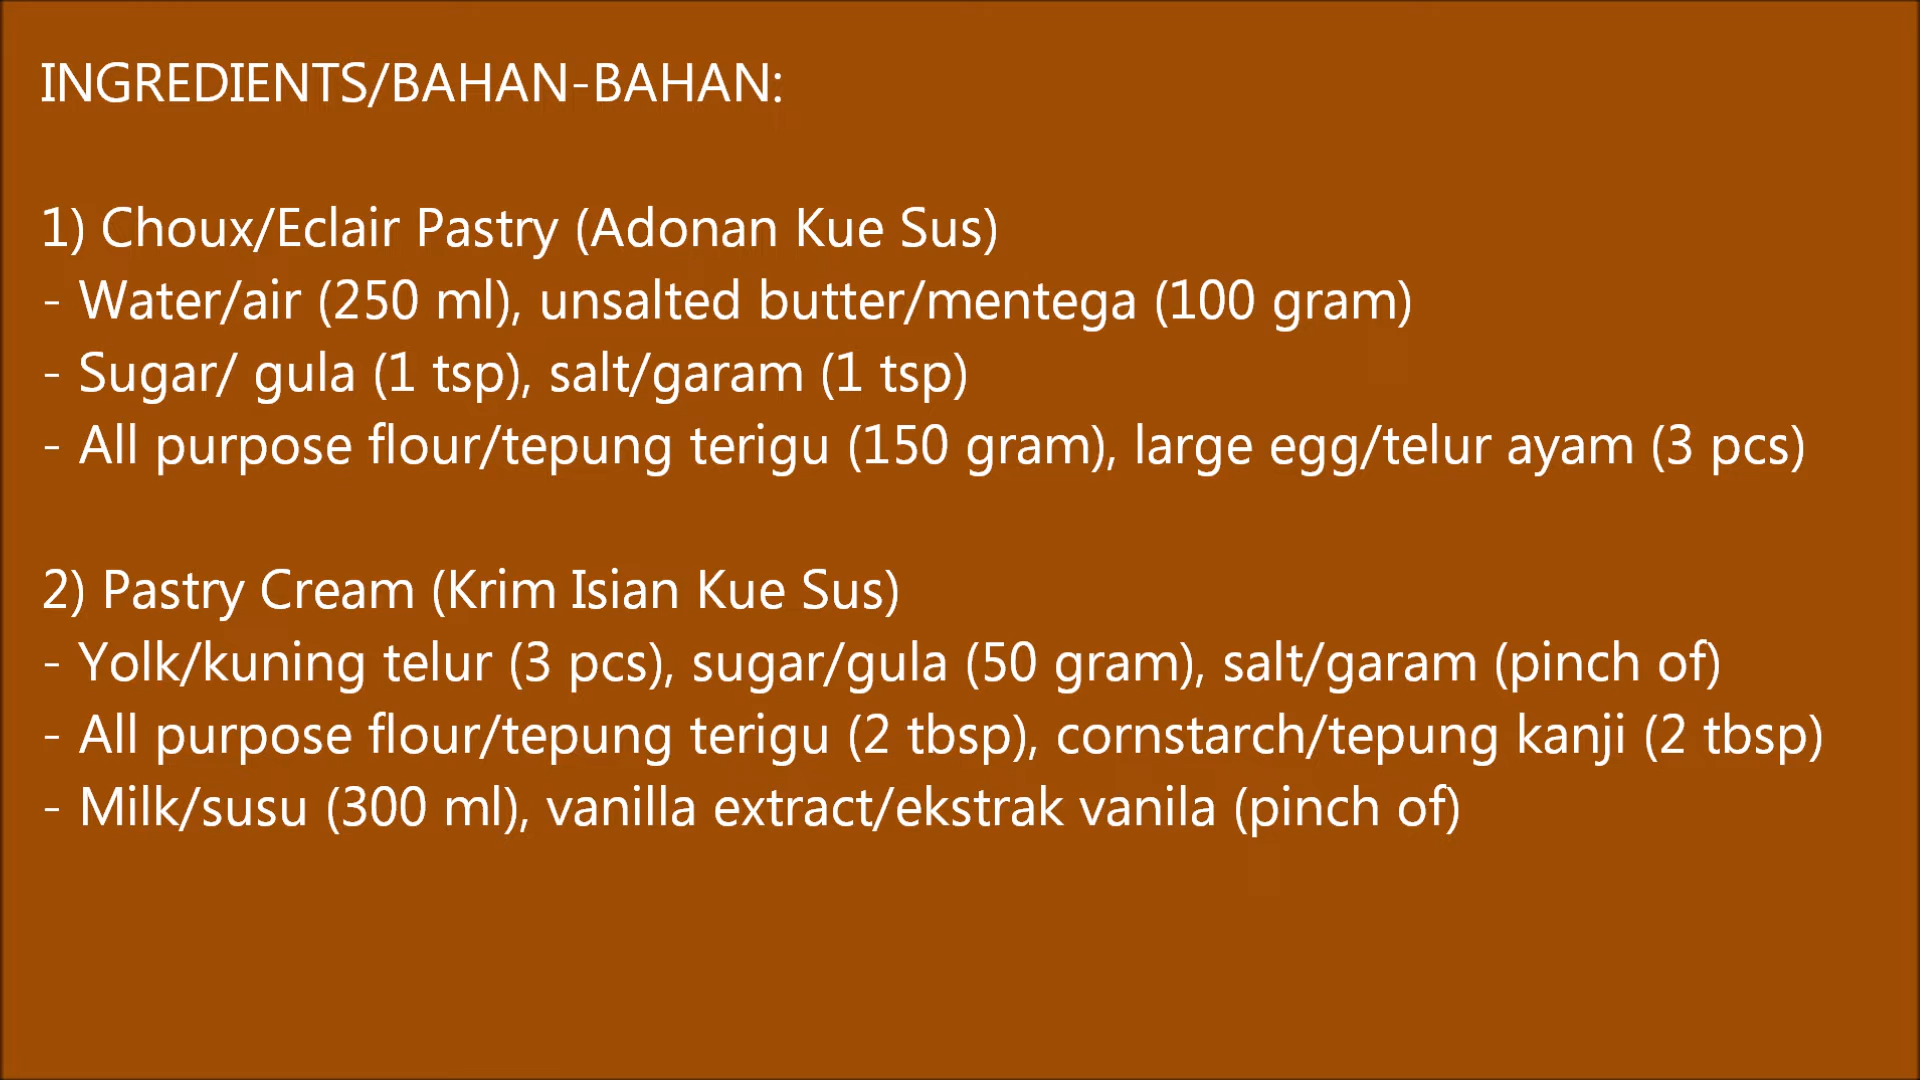 INGREDIENTS/BAHAN-BAHAN:
1) Choux/Eclair Pastry (Adonan Kue Sus)
- Water/air (250 ml), unsalted butter/mentega (100 gram)
- Sugar/ gula (1 tsp), salt/garam (1 tsp)
- All purpose flour/tepung terigu (150 gram), large egg/telur ayam (3 pcs)
2) Pastry Cream (Krim Isian Kue Sus)
- Yolk/kuning telur (3 pcs), sugar/gula (50 gram), salt/garam (pinch of)
- All purpose flour/tepung terigu (2 tbsp), cornstarch/tepung kanji (2 tbsp)
- Milk/susu (300 ml), vanilla extract/ekstrak vanila (pinch of)